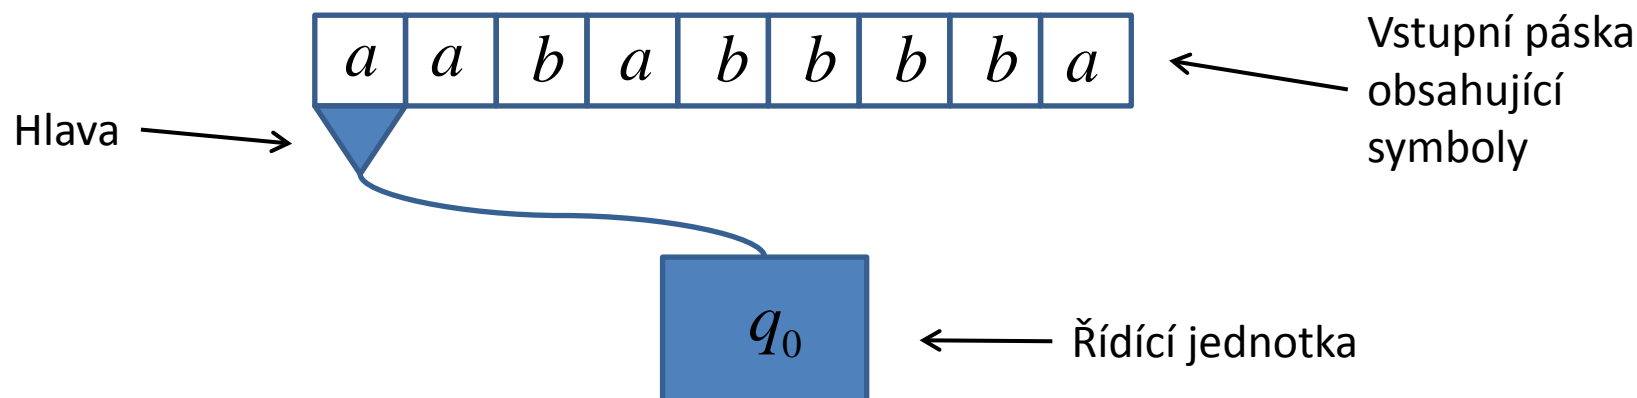 a a b a b b b b a
Vstupní páska
obsahující
symboly
Hlava
q₀
Řídící jednotka